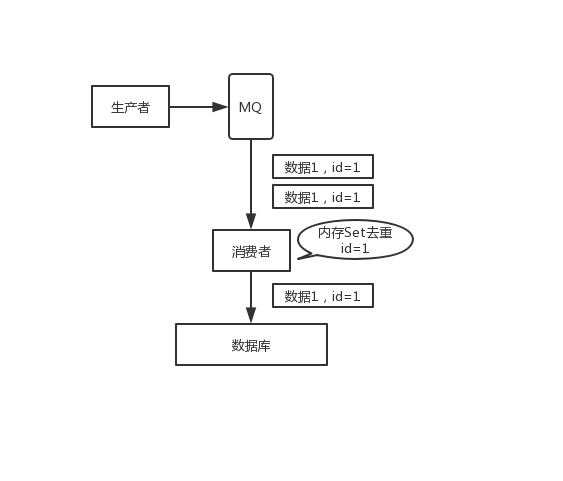 生产者
MQ
数据1，id=1
数据1，id=1
消费者
内存Set去重
id=1
数据1，id=1
数据库